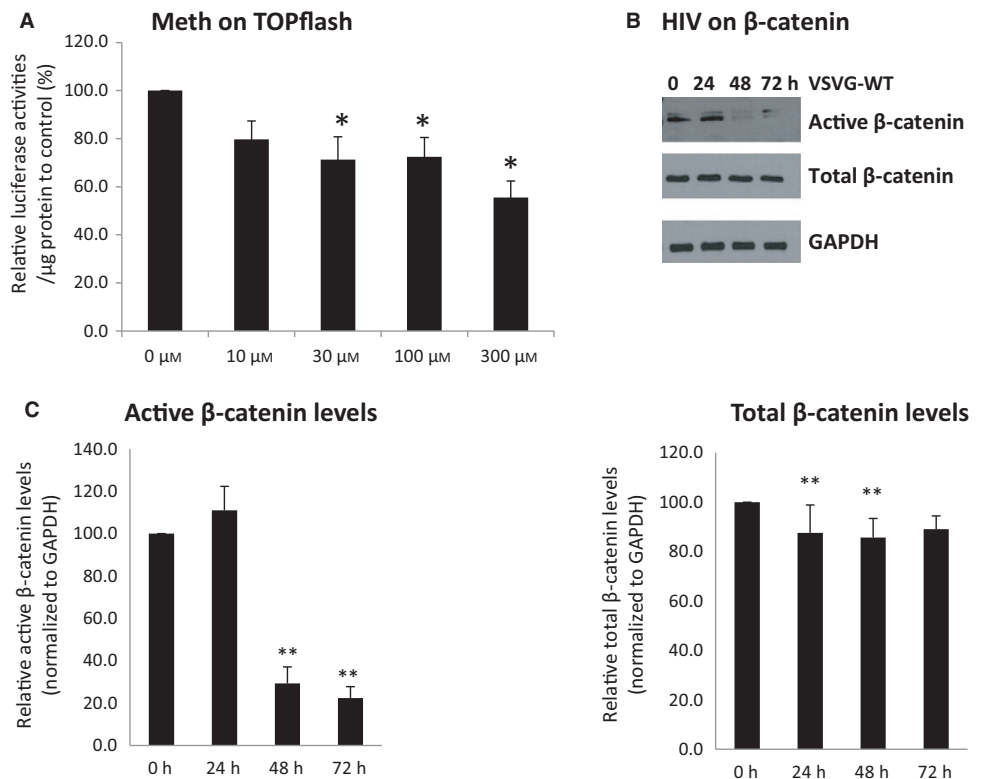 A Meth on TOPflash
120.0
100.0
80.0
60.0
40.0
20.0
0.0
Relative luciferase activities
/µg protein to control (%)
* * *
0 µM 10 µM 30 µM 100 µM 300 µM
B HIV on β-catenin
0 24 48 72 h VSVG-WT
Active β-catenin
Total β-catenin
GAPDH
C Active β-catenin levels
140.0
120.0
100.0
80.0
60.0
40.0
20.0
0.0
Relative active β-catenin levels
(normalized to GAPDH)
** **
0 h 24 h 48 h 72 h
Total β-catenin levels
120.0
100.0
80.0
60.0
40.0
20.0
0.0
Relative total β-catenin levels
(normalized to GAPDH)
** **
0 h 24 h 48 h 72 h